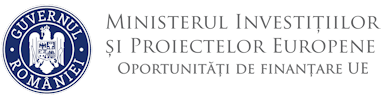 GUVERNUL
ROMÂNIEI
MINISTERUL INVESTIȚIILOR
ȘI PROIECTELOR EUROPENE
OPORTUNITĂȚI DE FINANȚARE UE